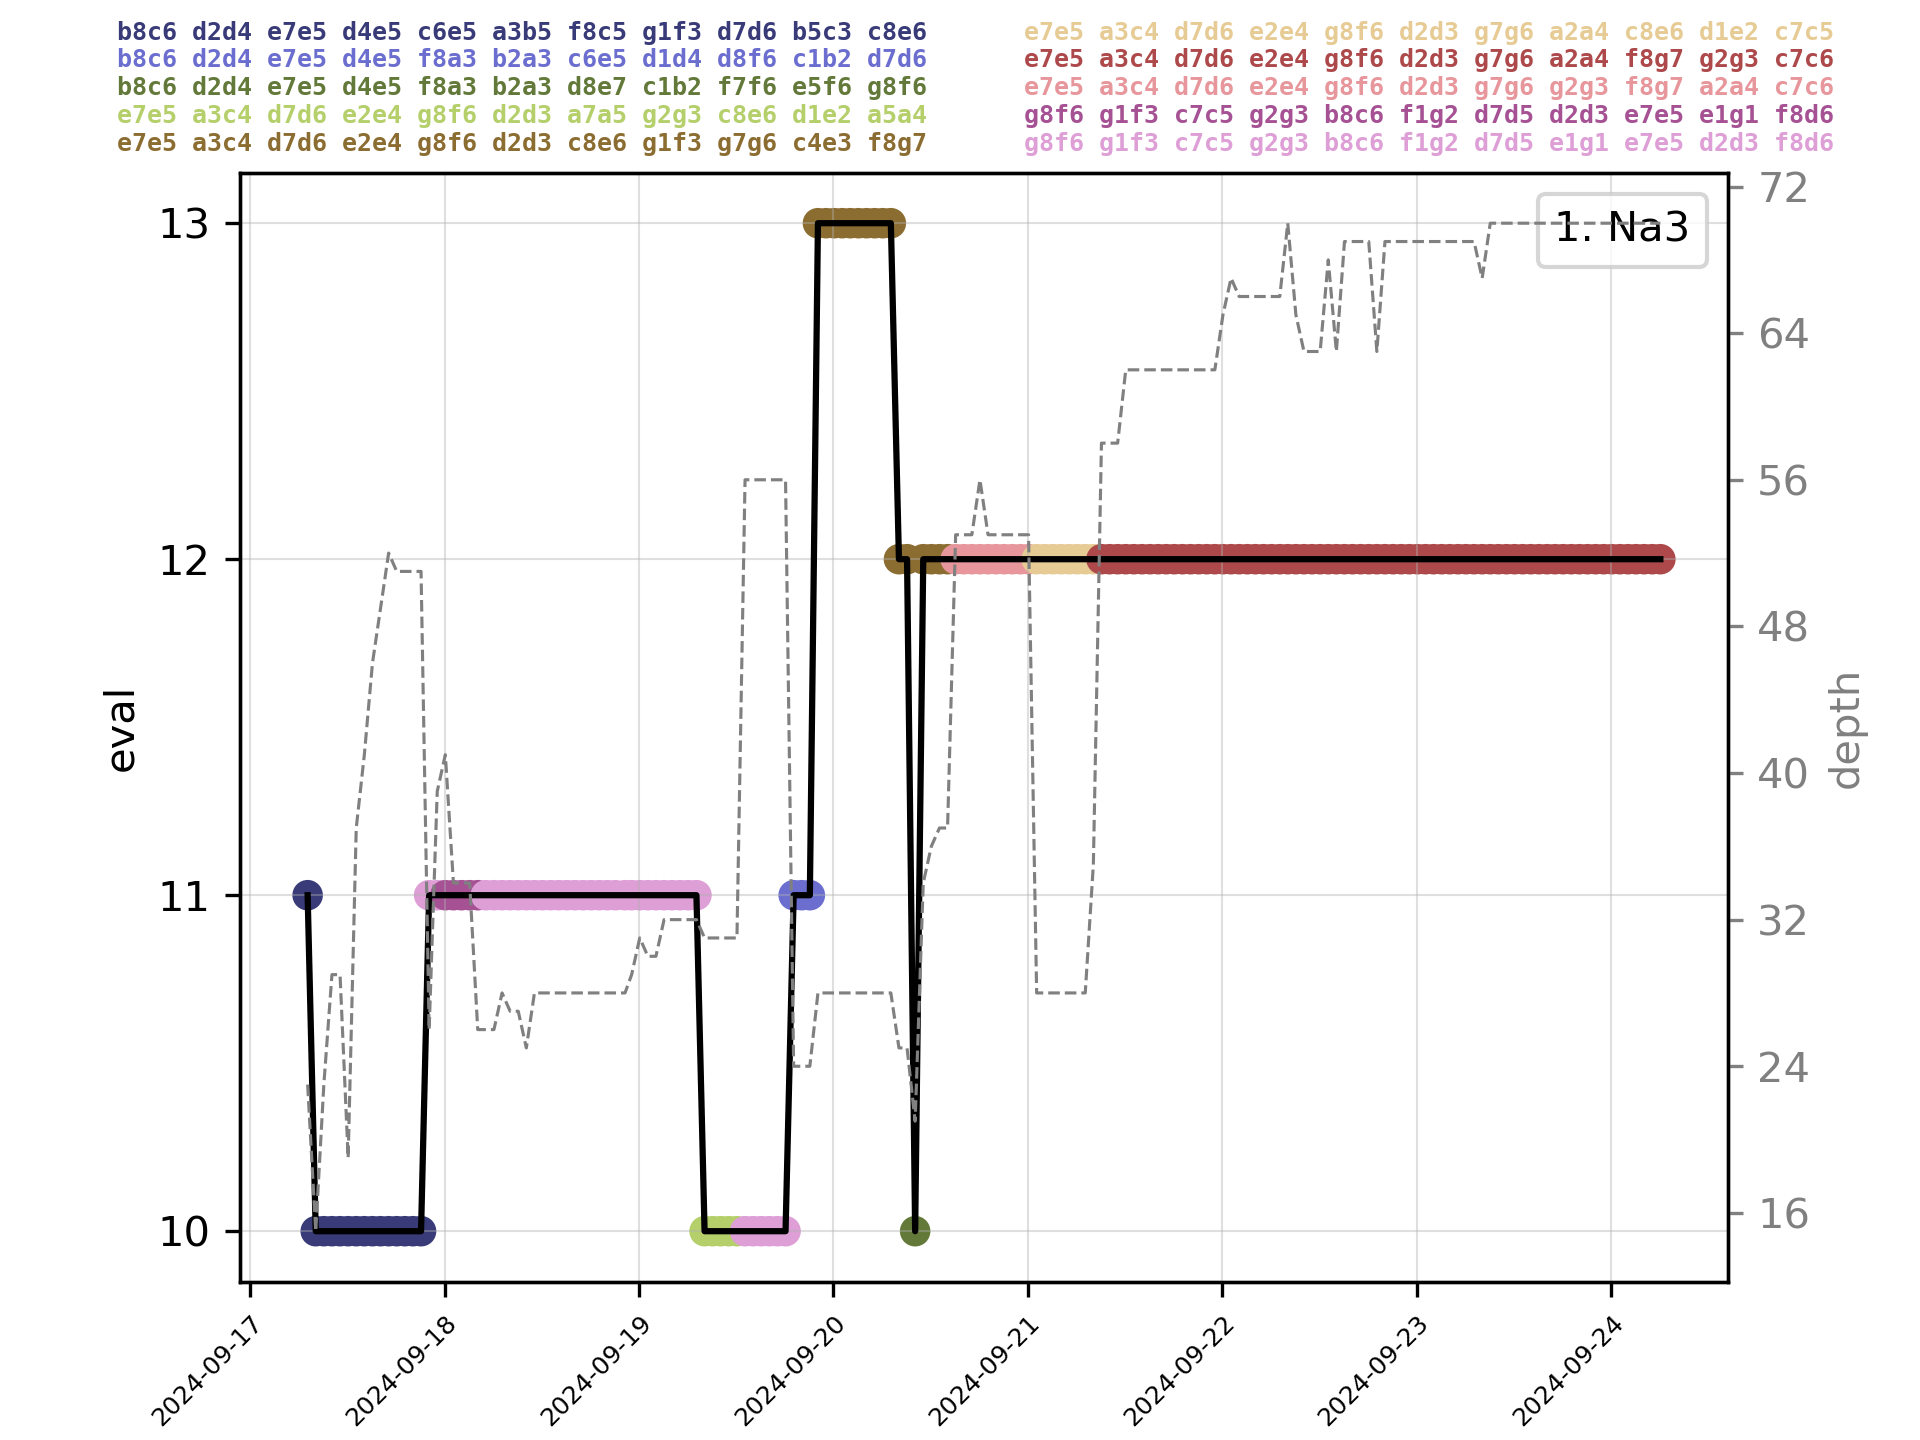 b8c6 d2d4 e7e5 d4e5 c6e5 a3b5 f8c5 g1f3 d7d6 b5c3 c8e6
b8c6 d2d4 e7e5 d4e5 f8a3 b2a3 c6e5 d1d4 d8f6 c1b2 d7d6
b8c6 d2d4 e7e5 d4e5 f8a3 b2a3 d8e7 c1b2 f7f6 e5f6 g8f6
e7e5 a3c4 d7d6 e2e4 g8f6 d2d3 a7a5 g2g3 c8e6 d1e2 a5a4
e7e5 a3c4 d7d6 e2e4 g8f6 d2d3 c8e6 g1f3 g7g6 c4e3 f8g7
e7e5 a3c4 d7d6 e2e4 g8f6 d2d3 g7g6 a2a4 c8e6 d1e2 c7c5
e7e5 a3c4 d7d6 e2e4 g8f6 d2d3 g7g6 a2a4 f8g7 g2g3 c7c6
e7e5 a3c4 d7d6 e2e4 g8f6 d2d3 g7g6 g2g3 f8g7 a2a4 c7c6
g8f6 g1f3 c7c5 g2g3 b8c6 f1g2 d7d5 d2d3 e7e5 e1g1 f8d6
g8f6 g1f3 c7c5 g2g3 b8c6 f1g2 d7d5 e1g1 e7e5 d2d3 f8d6
1. Na3
13
12
11
10
eval
72
64
56
48
40
32
24
16
depth
2024-09-17
2024-09-18
2024-09-19
2024-09-20
2024-09-21
2024-09-22
2024-09-23
2024-09-24